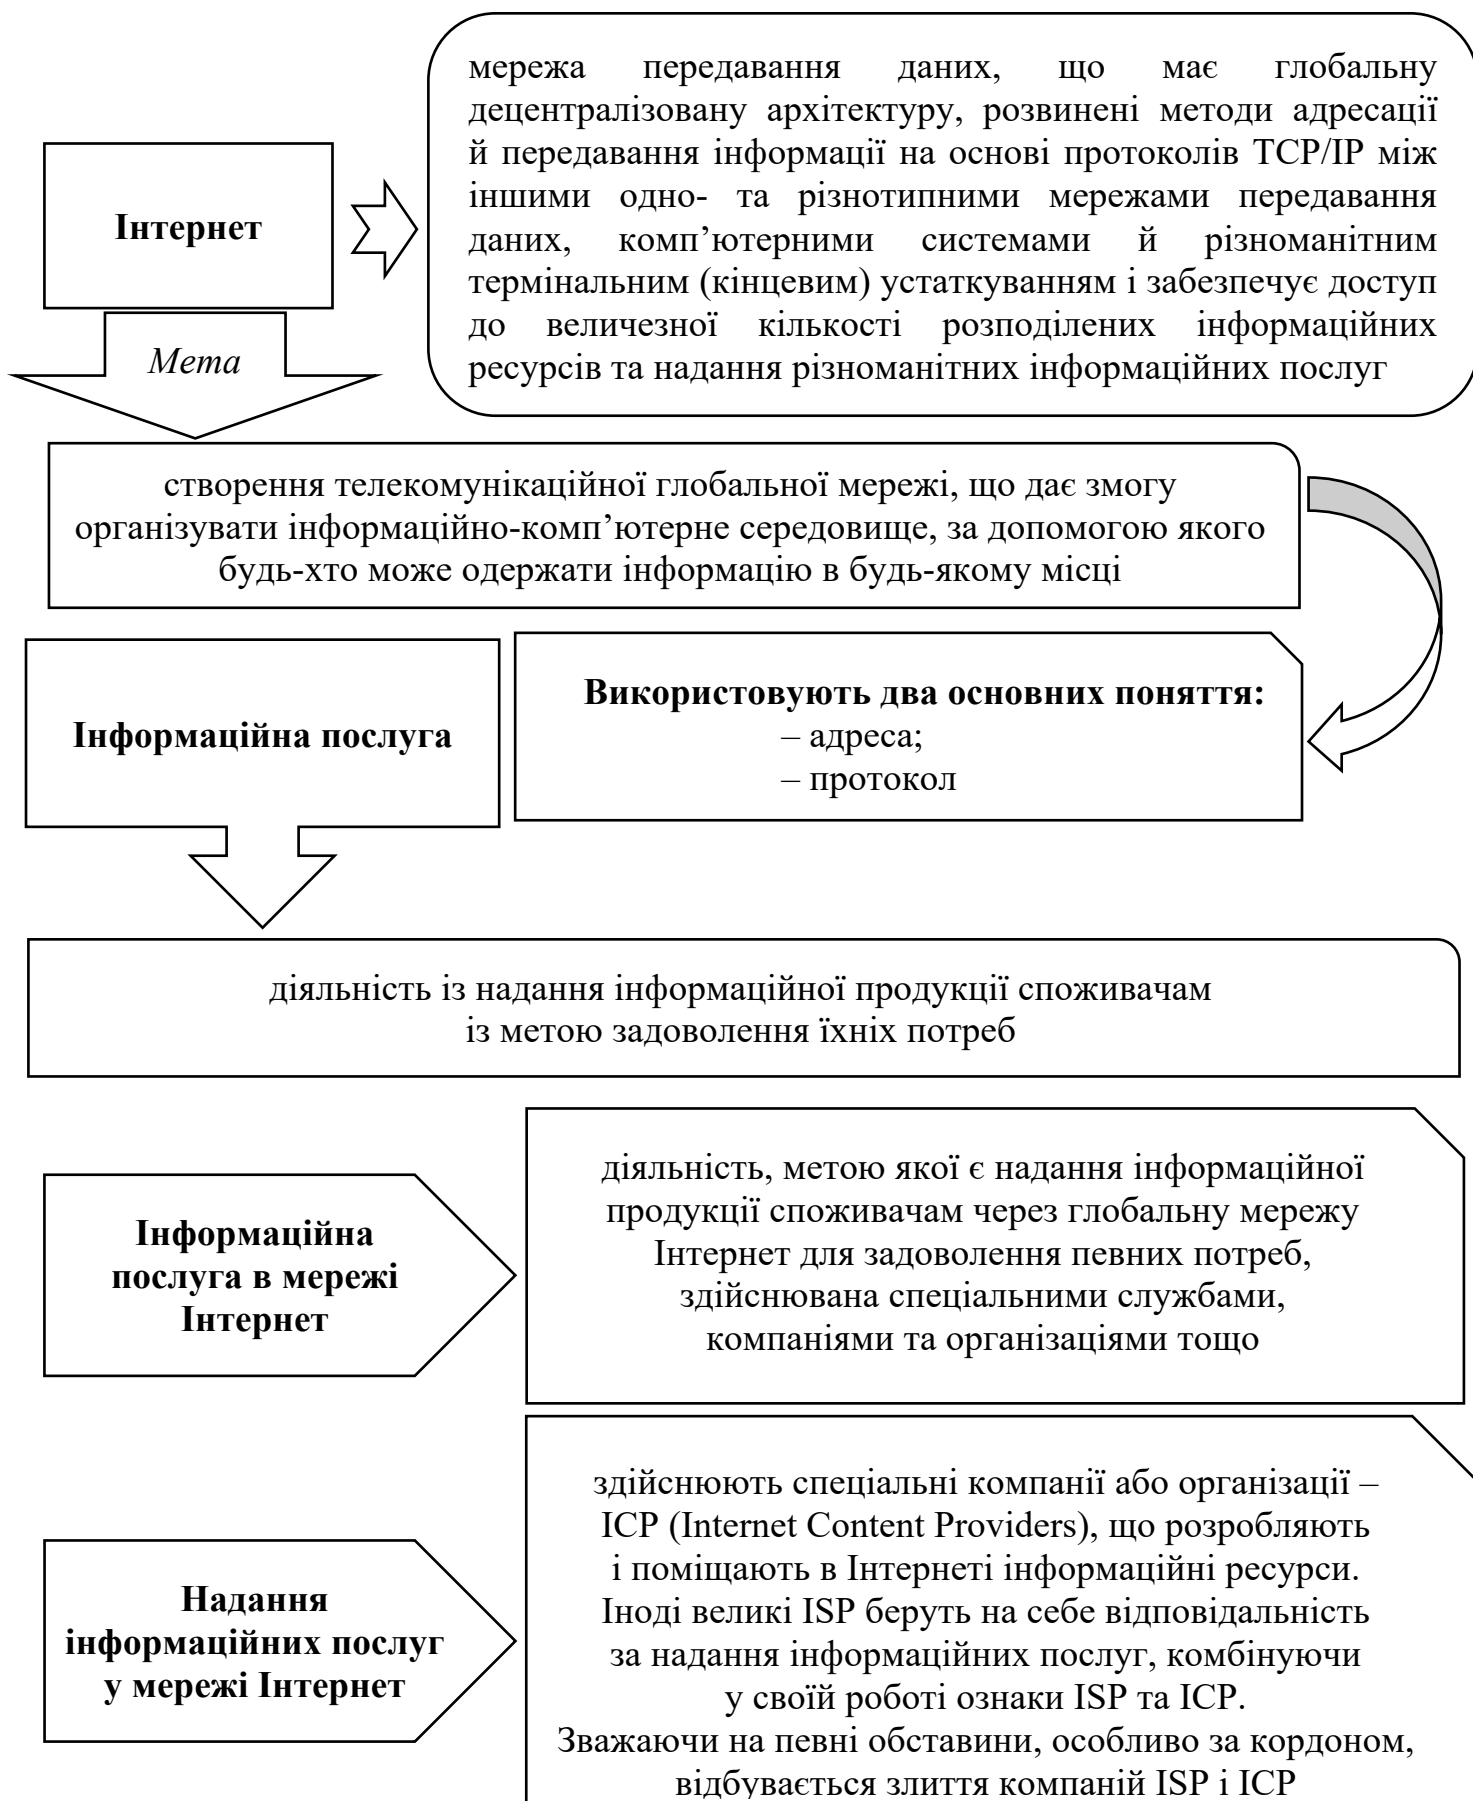 Інтернет
мережа передавання даних, що має глобальну
децентралізовану архітектуру, розвинені методи адресації
й передавання інформації на основі протоколів TCP/IP між
іншими одно- та різнотипними мережами передавання
даних, комп’ютерними системами й різноманітним
термінальним (кінцевим) устаткуванням і забезпечує доступ
до величезної кількості розподілених інформаційних
ресурсів та надання різноманітних інформаційних послуг
Мета
створення телекомунікаційної глобальної мережі, що дає змогу
організувати інформаційно-комп’ютерне середовище, за допомогою якого
будь-хто може одержати інформацію в будь-якому місці
Інформаційна послуга
Використовують два основних поняття:
– адреса;
– протокол
діяльність із надання інформаційної продукції споживачам
із метою задоволення їхніх потреб
Інформаційна
послуга в мережі
Інтернет
діяльність, метою якої є надання інформаційної
продукції споживачам через глобальну мережу
Інтернет для задоволення певних потреб,
здійснювана спеціальними службами,
компаніями та організаціями тощо
Надання
інформаційних послуг
у мережі Інтернет
здійснюють спеціальні компанії або організації –
ICP (Internet Content Providers), що розробляють
і поміщають в Інтернеті інформаційні ресурси.
Іноді великі ISP беруть на себе відповідальність
за надання інформаційних послуг, комбінуючи
у своїй роботі ознаки ISP та ICP.
Зважаючи на певні обставини, особливо за кордоном,
відбувається злиття компаній ISP і ICP